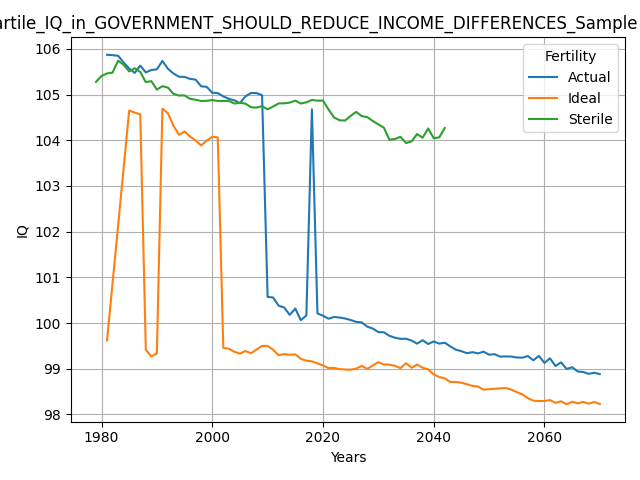 artile_IQ_in_GOVERNMENT_SHOULD_REDUCE_INCOME_DIFFERENCES_Sample
106
105
104
103
102
101
100
99
98
IQ
1980
2000
2020
2040
2060
Years
Fertility
Actual
Ideal
Sterile